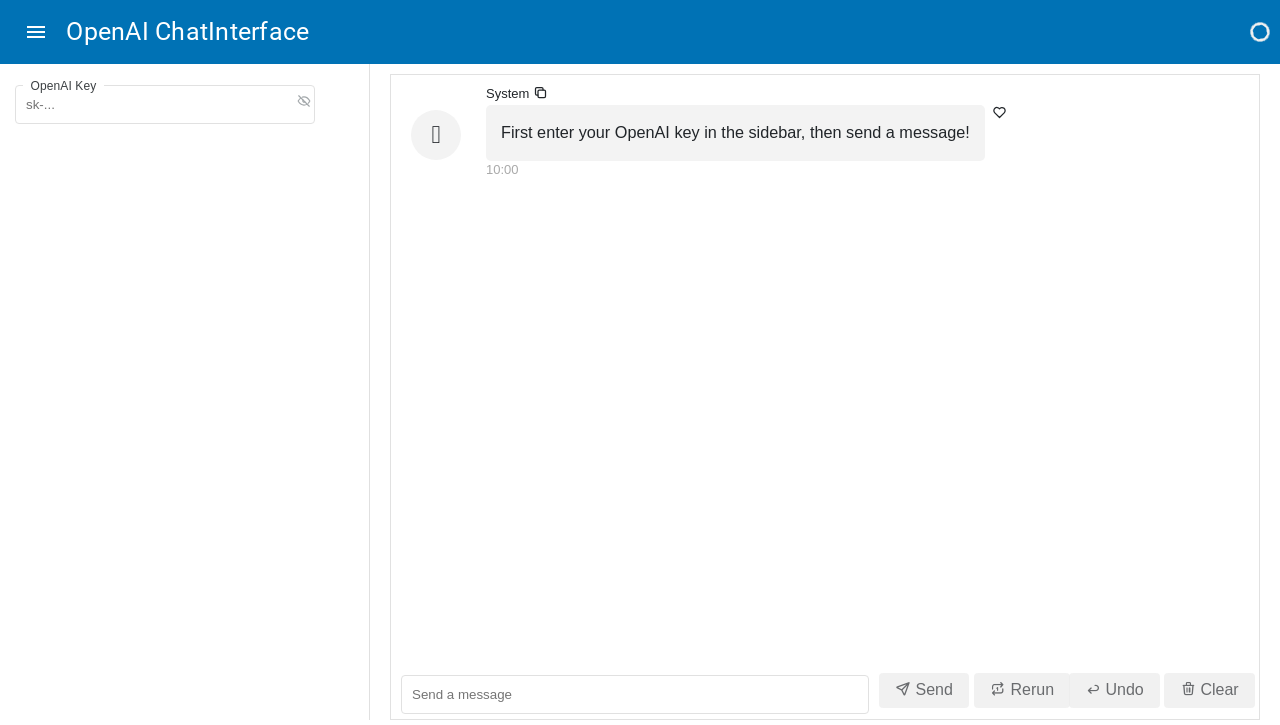 OpenAI ChatInterface
OpenAI Key
sk-...
System
First enter your OpenAI key in the sidebar, then send a message!
10:00
Send a message
Send
Rerun
Undo
Clear